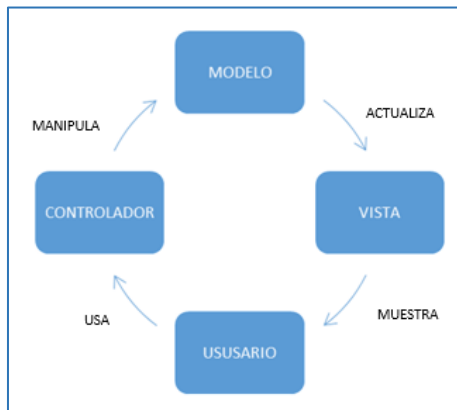 MODELO
MANIPULA
ACTUALIZA
CONTROLADOR
VISTA
USA
MUESTRA
USUSARIO